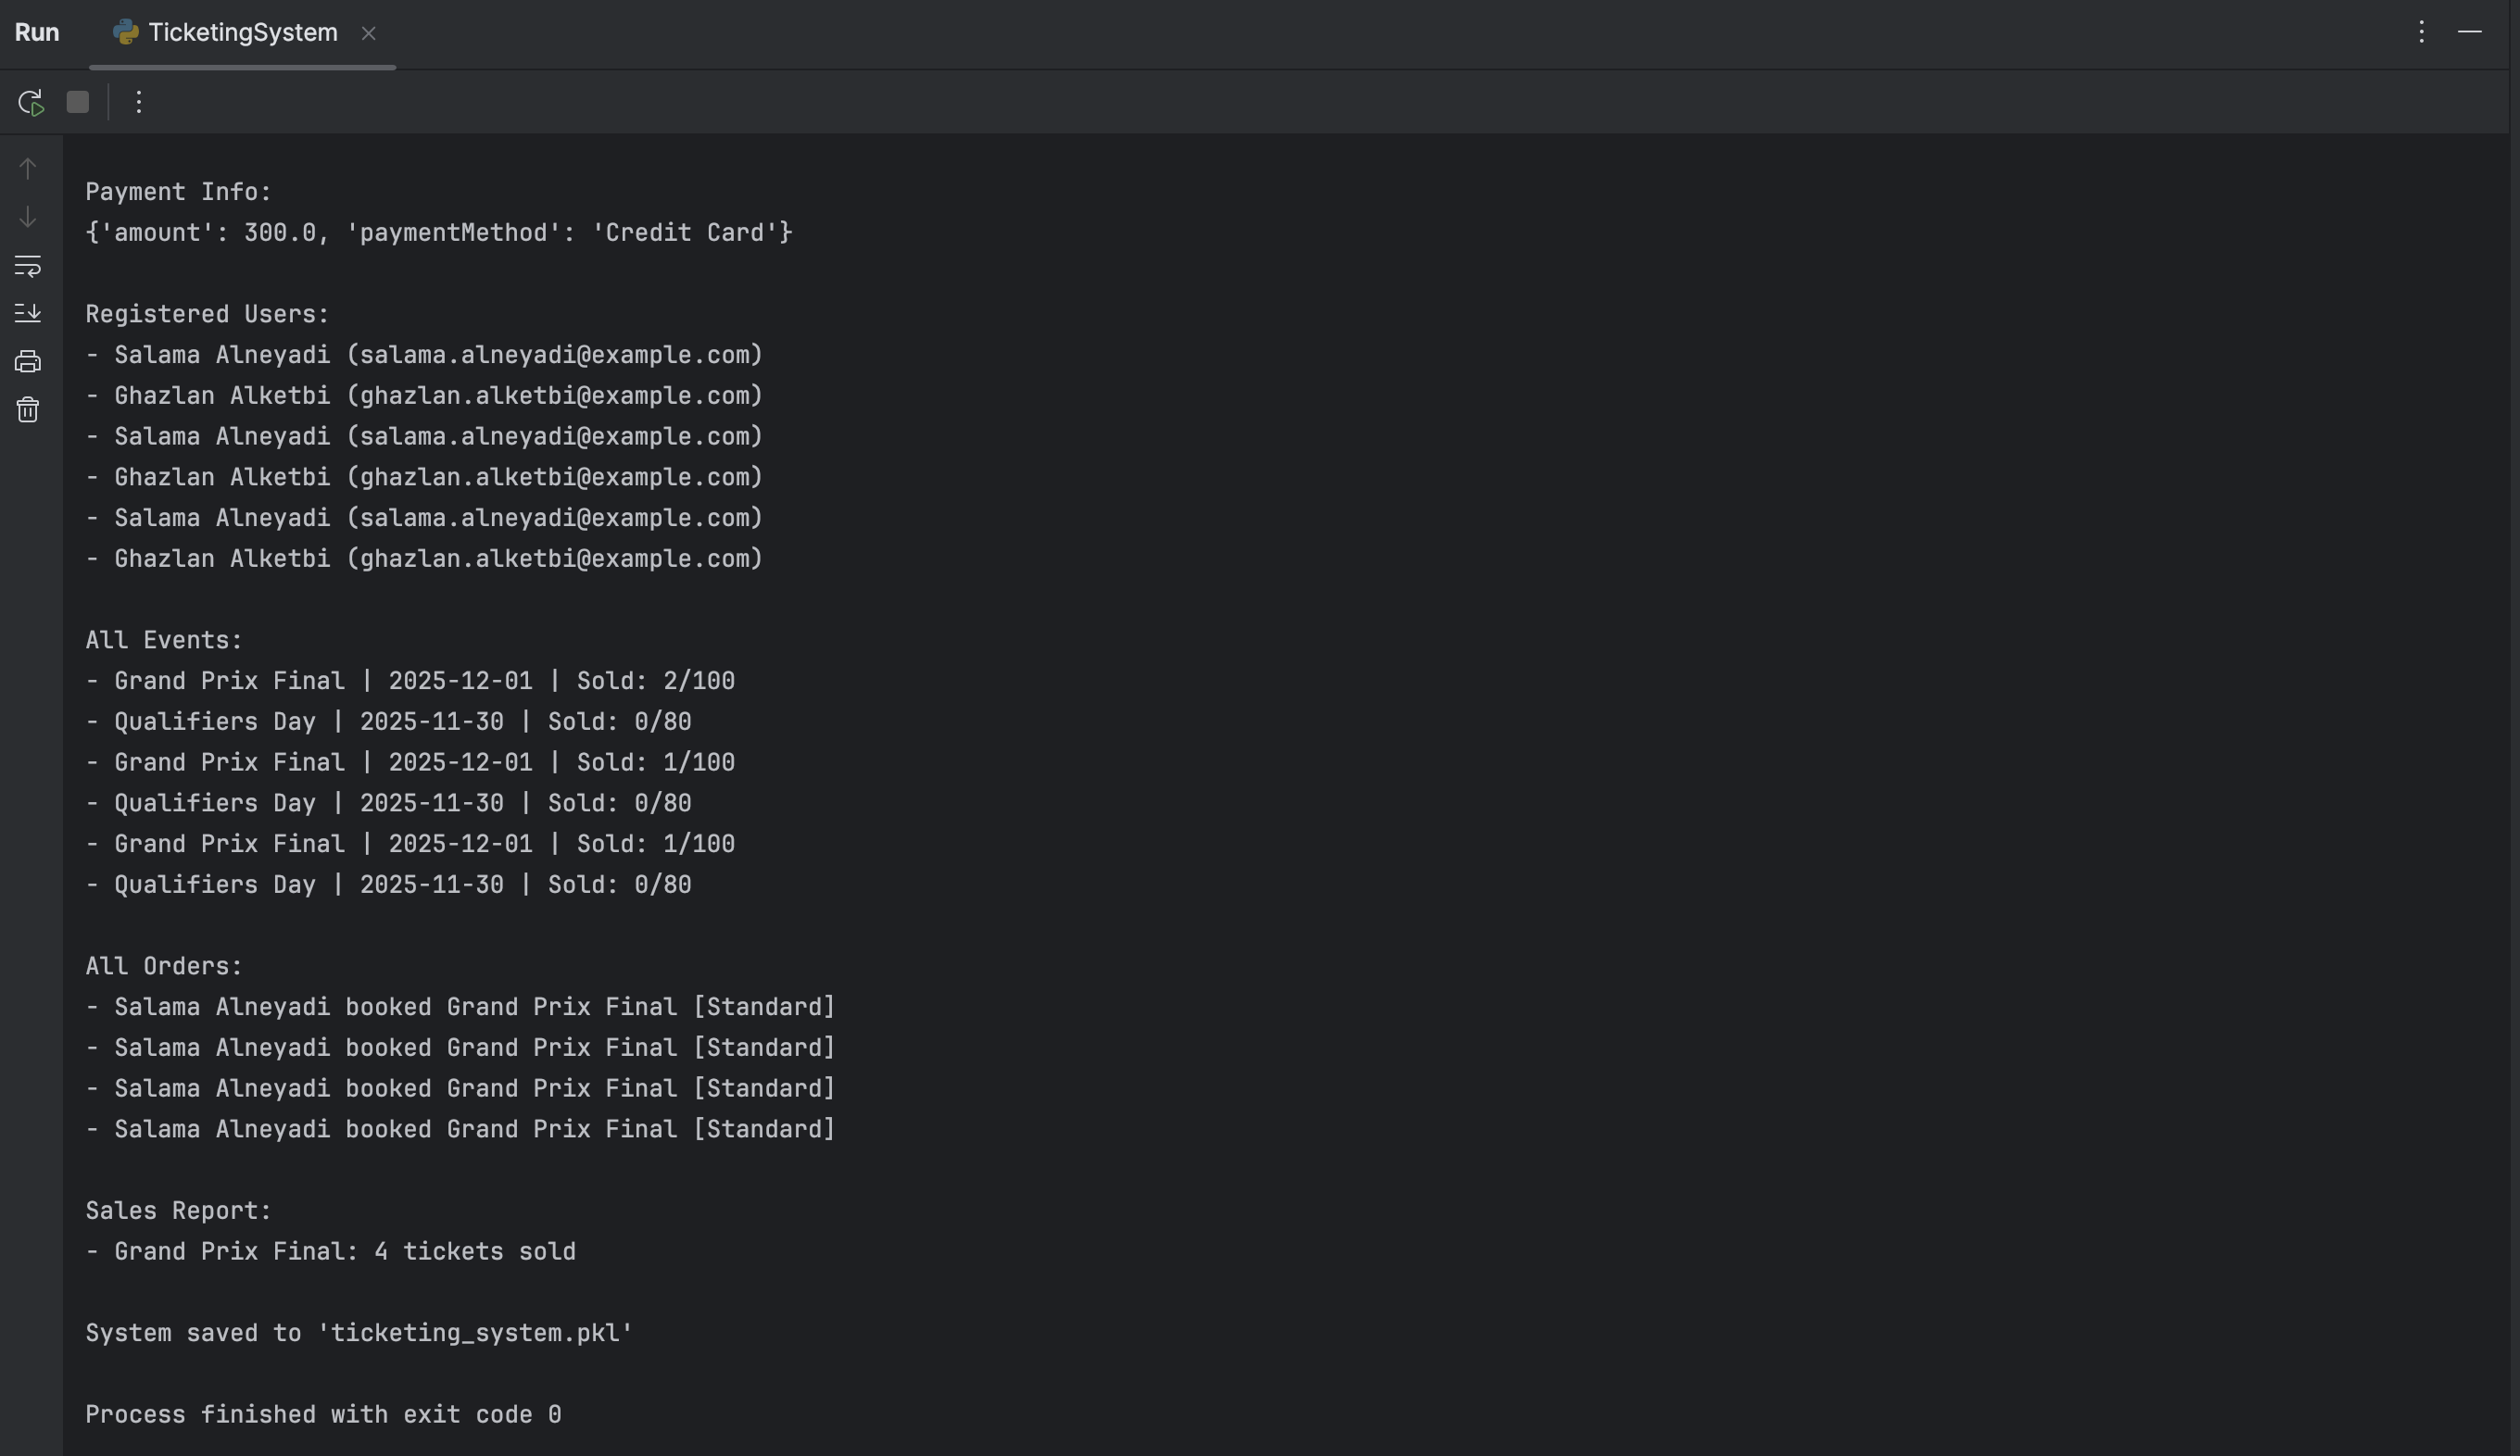 Run TicketingSystem
Payment Info:
{'amount': 300.0, 'paymentMethod': 'Credit Card'}
Registered Users:
- Salama Alneyadi (salama.alneyadi@example.com)
- Ghazlan Alketbi (ghazlan.alketbi@example.com)
- Salama Alneyadi (salama.alneyadi@example.com)
- Ghazlan Alketbi (ghazlan.alketbi@example.com)
- Salama Alneyadi (salama.alneyadi@example.com)
- Ghazlan Alketbi (ghazlan.alketbi@example.com)
All Events:
- Grand Prix Final | 2025-12-01 | Sold: 2/100
- Qualifiers Day | 2025-11-30 | Sold: 0/80
- Grand Prix Final | 2025-12-01 | Sold: 1/100
- Qualifiers Day | 2025-11-30 | Sold: 0/80
- Grand Prix Final | 2025-12-01 | Sold: 1/100
- Qualifiers Day | 2025-11-30 | Sold: 0/80
All Orders:
- Salama Alneyadi booked Grand Prix Final [Standard]
- Salama Alneyadi booked Grand Prix Final [Standard]
- Salama Alneyadi booked Grand Prix Final [Standard]
- Salama Alneyadi booked Grand Prix Final [Standard]
Sales Report:
- Grand Prix Final: 4 tickets sold
System saved to 'ticketing_system.pkl'
Process finished with exit code 0